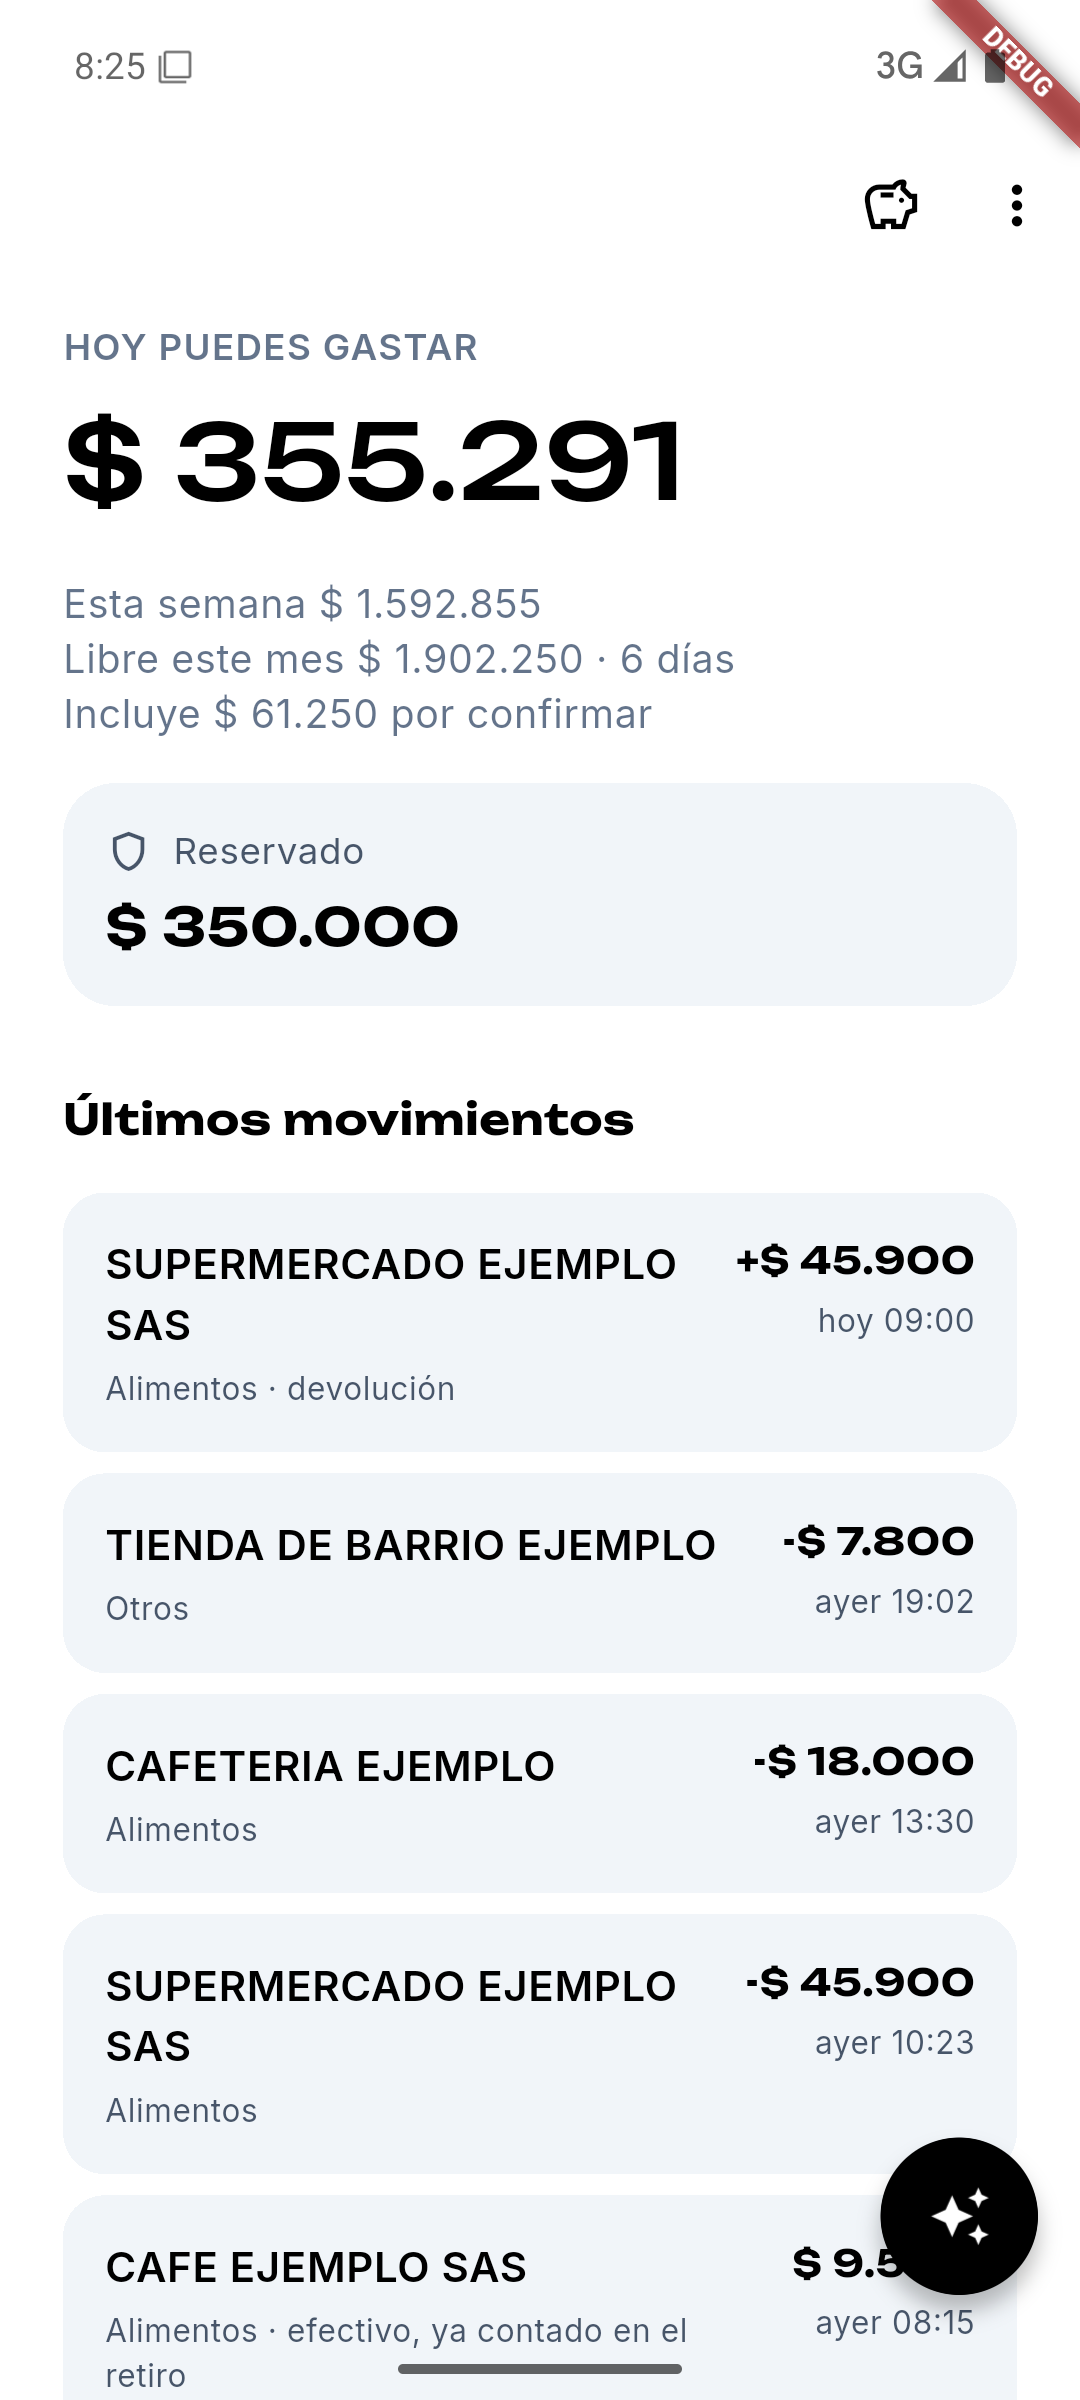 8:25
3G
DEBUG
HOY PUEDES GASTAR
$ 355.291
Esta semana $ 1.592.855
Libre este mes $ 1.902.250 · 6 días
Incluye $ 61.250 por confirmar
Reservado
$ 350.000
Últimos movimientos
SUPERMERCADO EJEMPLO
SAS
+$ 45.900
hoy 09:00
Alimentos · devolución
TIENDA DE BARRIO EJEMPLO
-$ 7.800
Otros
ayer 19:02
CAFETERIA EJEMPLO
-$ 18.000
Alimentos
ayer 13:30
SUPERMERCADO EJEMPLO
SAS
-$ 45.900
ayer 10:23
Alimentos
CAFE EJEMPLO SAS
$ 9.5
Alimentos · efectivo, ya contado en el
retiro
ayer 08:15